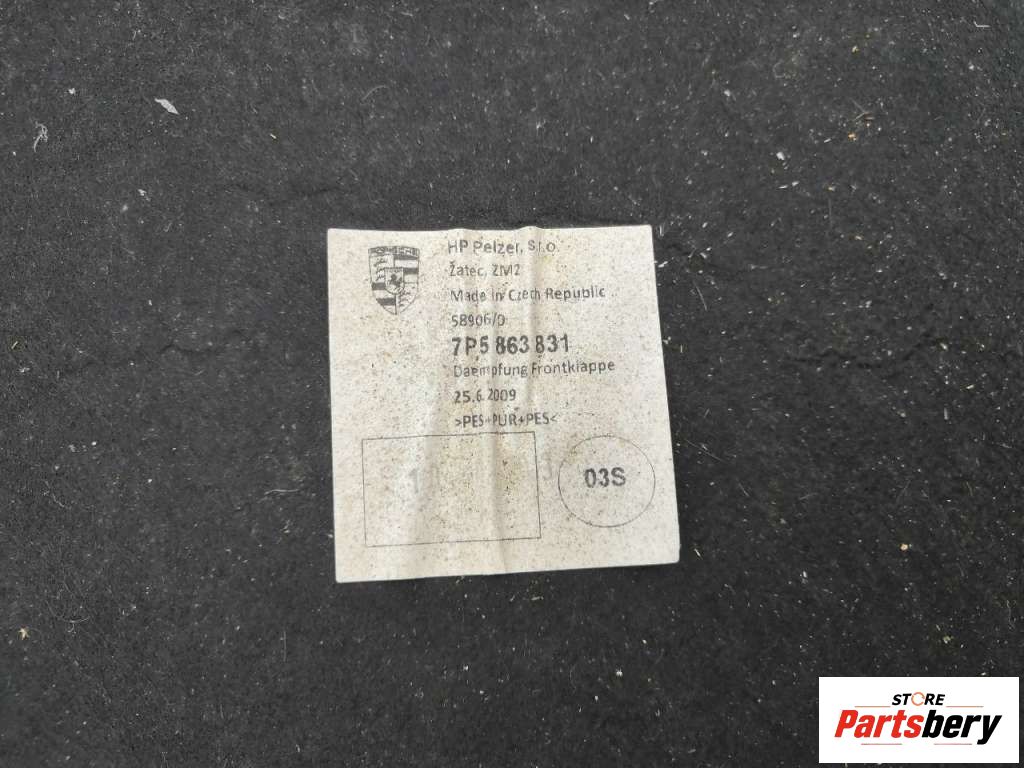 HP Pelzer, s.r.o.
Žatec, ZM2
Made in Czech Republic
58906/0
7P5 863 831
Daempfung Frontklappe
25.6.2009
>PES+PUR+PES<
03S
STORE
Partsbery